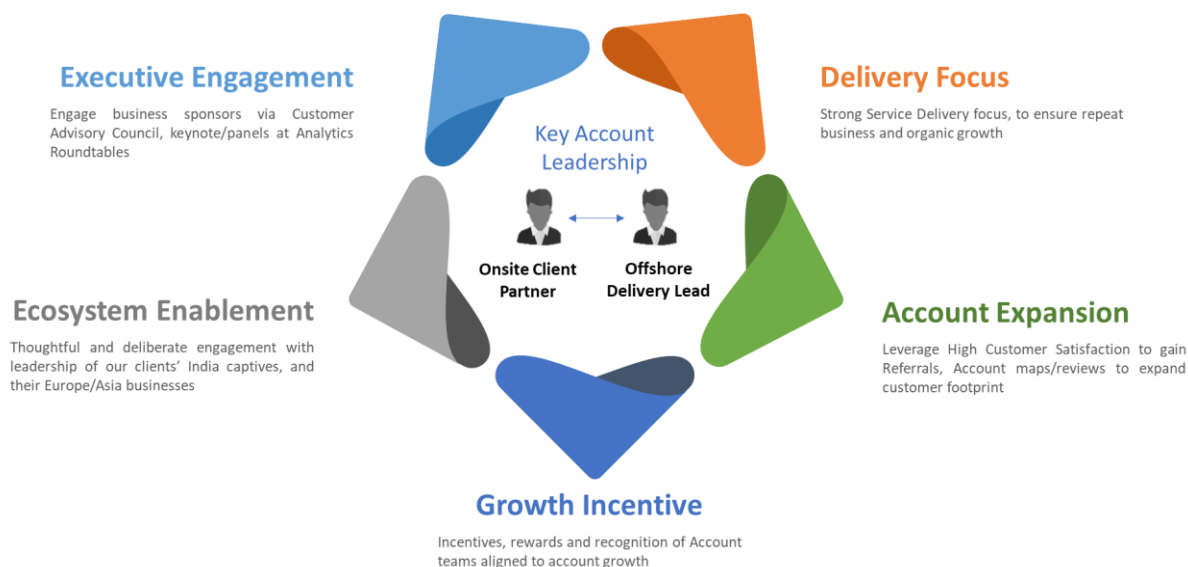 Executive Engagement
Engage business sponsors via Customer
Advisory Council, keynote/panels at Analytics
Roundtables
Delivery Focus
Strong Service Delivery focus, to ensure repeat
business and organic growth
Key Account
Leadership
Onsite Client
Partner
Offshore
Delivery Lead
Ecosystem Enablement
Thoughtful and deliberate engagement with
leadership of our clients' India captives, and
their Europe/Asia businesses
Account Expansion
Leverage High Customer Satisfaction to gain
Referrals, Account maps/reviews to expand
customer footprint
Growth Incentive
Incentives, rewards and recognition of Account
teams aligned to account growth